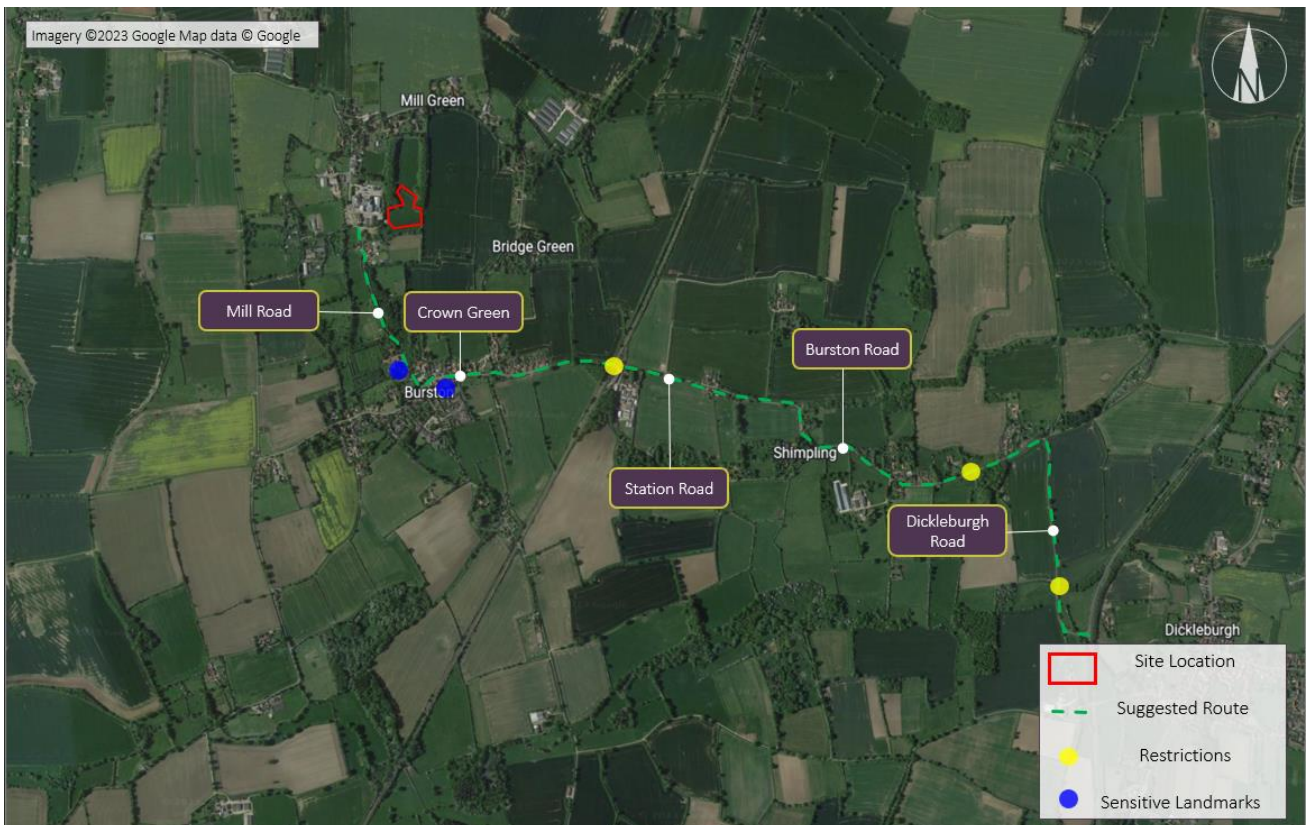 Imagery ©2023 Google Map data © Google
N
Mill Green
Bridge Green
Mill Road
Crown Green
Burston Road
Burston
Shimpling
Station Road
Dickleburgh
Road
Dickleburgh
Site Location
Suggested Route
Restrictions
Sensitive Landmarks